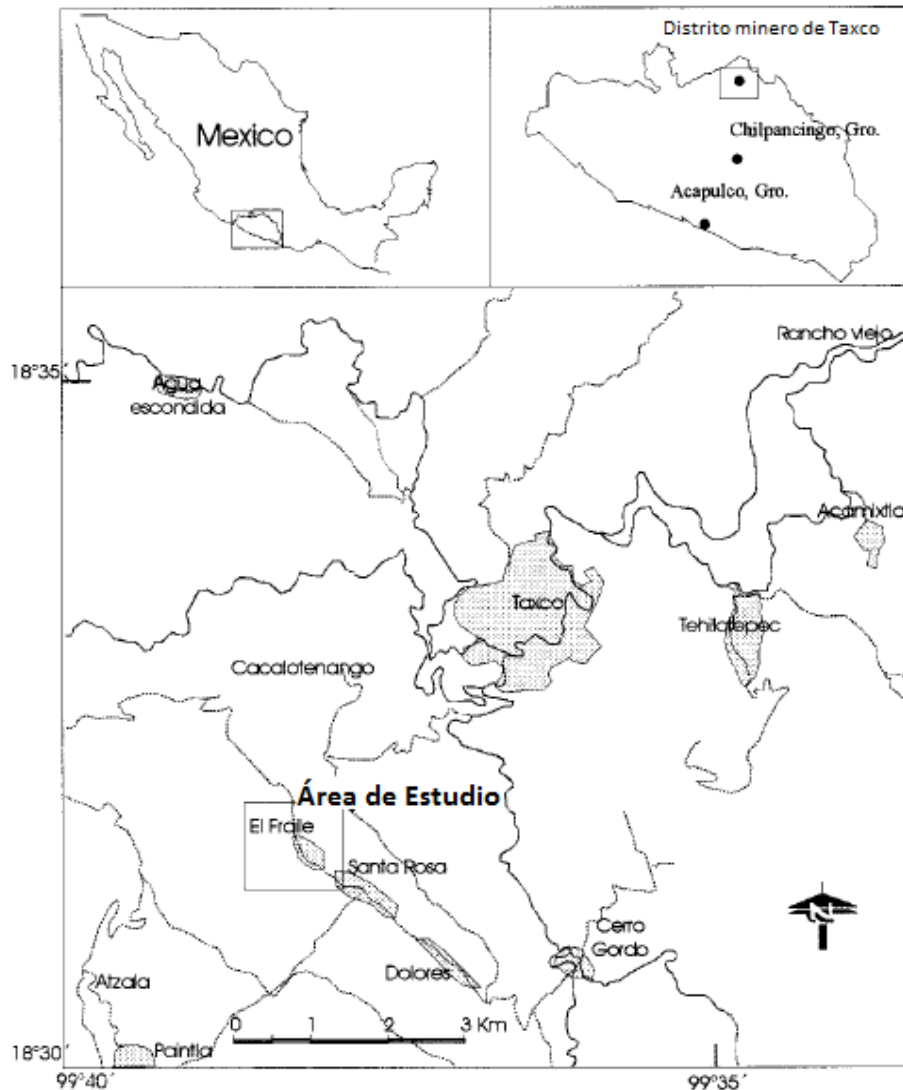 Mexico
Distrito minero de Taxco
Chilpancingo, Gro.
Acapulco, Gro.
Rancho viejo
18°35´
Agua
escondida
Acamixtla
Taxco
Tehilotepec
Cacalotenango
Área de Estudio
El Fraile
Santa Rosa
Cerro
Gordo
Dolores
Atzala
0 1 2 3 Km
Paintla
18°30´
99°40´
99°35´
N